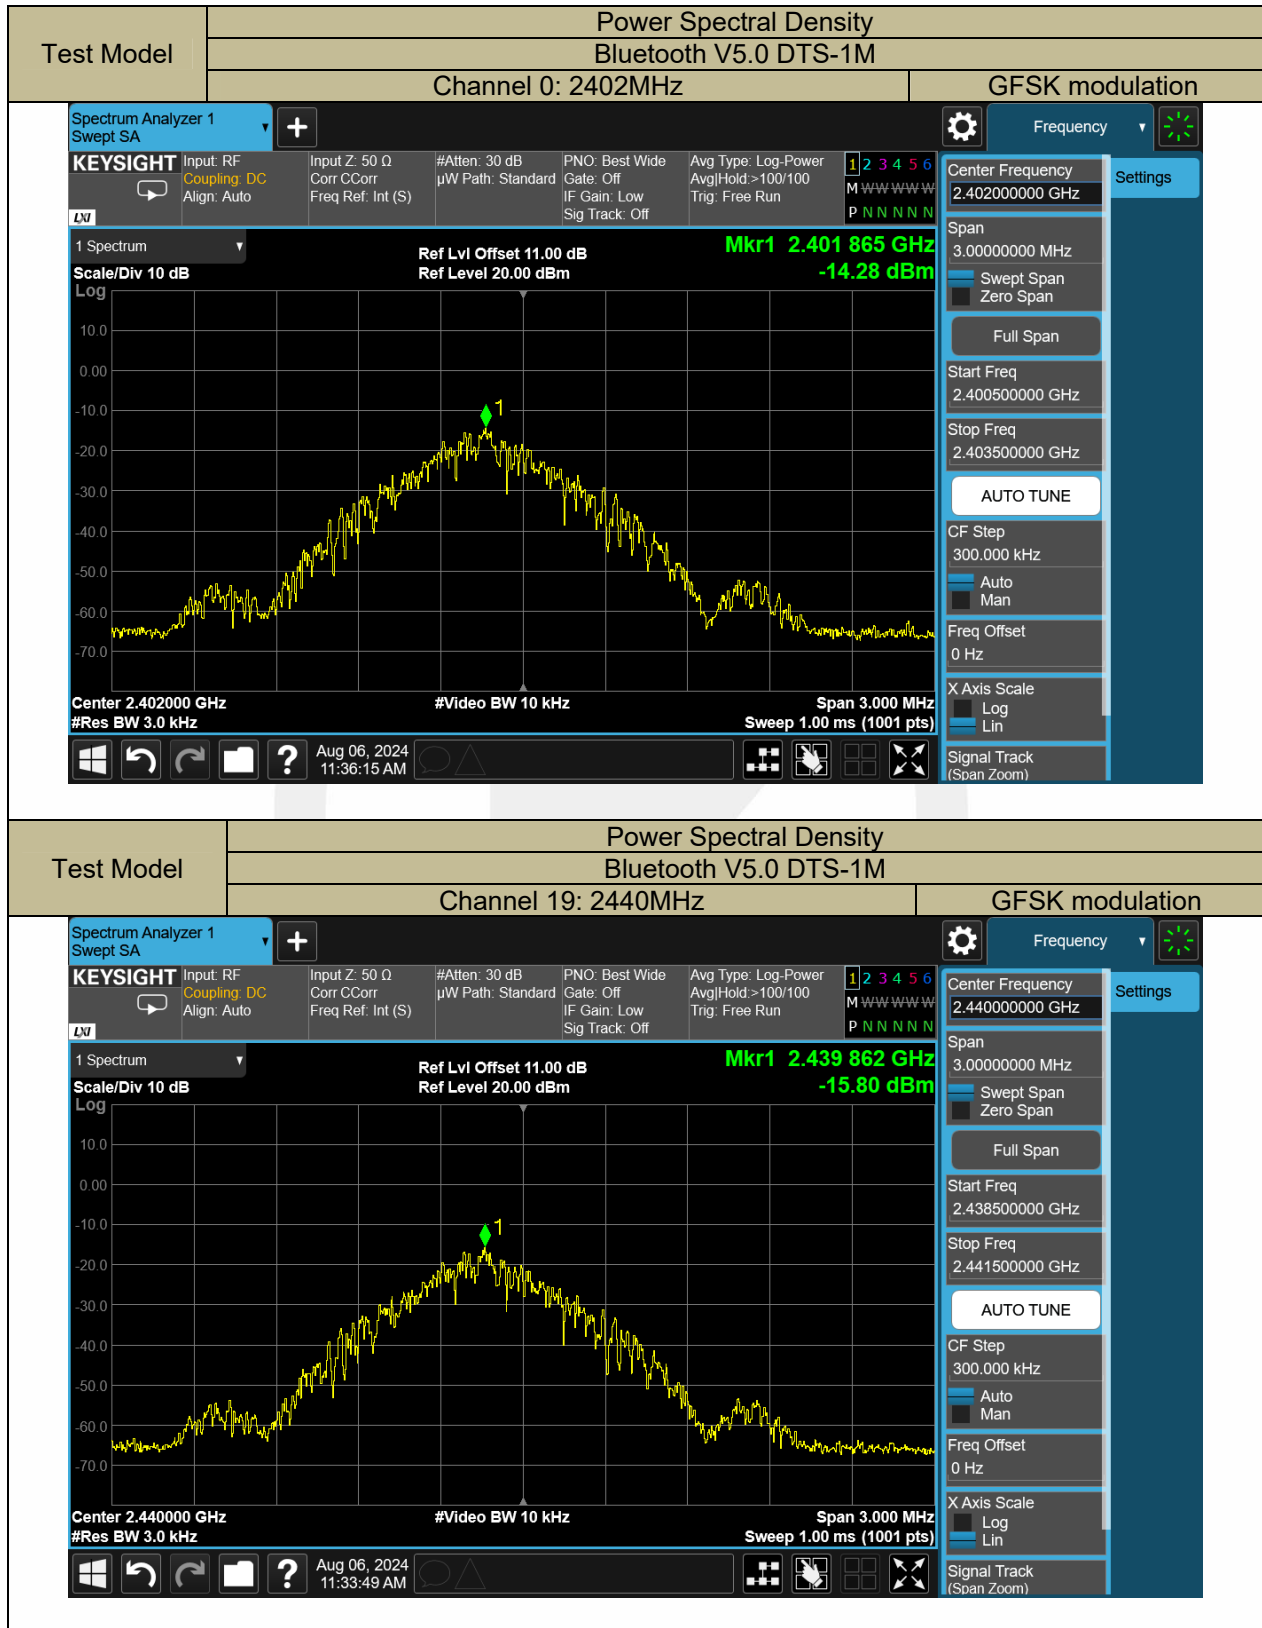 Test Model
Power Spectral Density
Bluetooth V5.0 DTS-1M
Channel 0: 2402MHz
GFSK modulation
Spectrum Analyzer 1
Swept SA
Frequency
KEYSIGHT
LXI
Input: RF
Coupling: DC
Align: Auto
Input Z: 50 Ω
Corr CCorr
Freq Ref: Int (S)
#Atten: 30 dB
µW Path: Standard
PNO: Best Wide
Gate: Off
IF Gain: Low
Sig Track: Off
Avg Type: Log-Power
Avg|Hold:>100/100
Trig: Free Run
1 2 3 4 5 6
M W W W W W
P N N N N N
1 Spectrum
Scale/Div 10 dB
Log
Ref Lvl Offset 11.00 dB
Ref Level 20.00 dBm
Mkr1 2.401 865 GHz
-14.28 dBm
1
10.0
0.00
-10.0
-20.0
-30.0
-40.0
-50.0
-60.0
-70.0
Center 2.402000 GHz
#Res BW 3.0 kHz
#Video BW 10 kHz
Span 3.000 MHz
Sweep 1.00 ms (1001 pts)
?
Aug 06, 2024
11:36:15 AM
Center Frequency
2.402000000 GHz
Span
3.00000000 MHz
Swept Span
Zero Span
Full Span
Start Freq
2.400500000 GHz
Stop Freq
2.403500000 GHz
AUTO TUNE
CF Step
300.000 kHz
Auto
Man
Freq Offset
0 Hz
X Axis Scale
Log
Lin
Signal Track
(Span Zoom)
Settings
Test Model
Power Spectral Density
Bluetooth V5.0 DTS-1M
Channel 19: 2440MHz
GFSK modulation
Spectrum Analyzer 1
Swept SA
Frequency
KEYSIGHT
LXI
Input: RF
Coupling: DC
Align: Auto
Input Z: 50 Ω
Corr CCorr
Freq Ref: Int (S)
#Atten: 30 dB
µW Path: Standard
PNO: Best Wide
Gate: Off
IF Gain: Low
Sig Track: Off
Avg Type: Log-Power
Avg|Hold:>100/100
Trig: Free Run
1 2 3 4 5 6
M W W W W W
P N N N N N
1 Spectrum
Scale/Div 10 dB
Log
Ref Lvl Offset 11.00 dB
Ref Level 20.00 dBm
Mkr1 2.439 862 GHz
-15.80 dBm
1
10.0
0.00
-10.0
-20.0
-30.0
-40.0
-50.0
-60.0
-70.0
Center 2.440000 GHz
#Res BW 3.0 kHz
#Video BW 10 kHz
Span 3.000 MHz
Sweep 1.00 ms (1001 pts)
?
Aug 06, 2024
11:33:49 AM
Center Frequency
2.440000000 GHz
Span
3.00000000 MHz
Swept Span
Zero Span
Full Span
Start Freq
2.438500000 GHz
Stop Freq
2.441500000 GHz
AUTO TUNE
CF Step
300.000 kHz
Auto
Man
Freq Offset
0 Hz
X Axis Scale
Log
Lin
Signal Track
(Span Zoom)
Settings